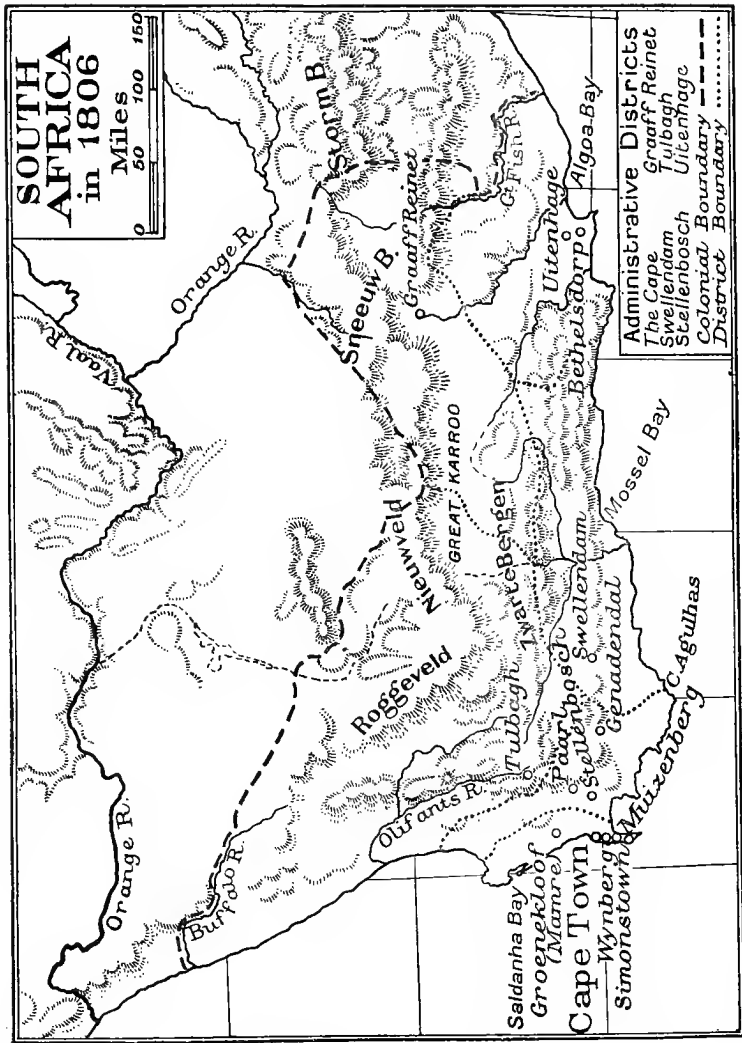 SOUTH
AFRICA
in 1806
Miles
0 50 100 150
Orange R.
Vaal R.
Orange R.
Buffalo R.
Storm B.
Sneeuw B.
Graaff Reinet
Gt Fish R.
Nieuwveld
GREAT KARROO
Roggeveld
Zwarte Bergen
Uitenhage
Algoa Bay
Bethelsdorp
Olifants R.
Tulbagh
Paarl
Stellenbosch
Swellendam
Genadendal
Mossel Bay
C. Agulhas
Saldanha Bay
Groenekloof
(Mamre)
Cape Town
Wynberg
Simonstown
Muizenberg
Administrative Districts
The Cape Graaff Reinet
Swellendam Tulbagh
Stellenbosch Uitenhage
Colonial Boundary
District Boundary